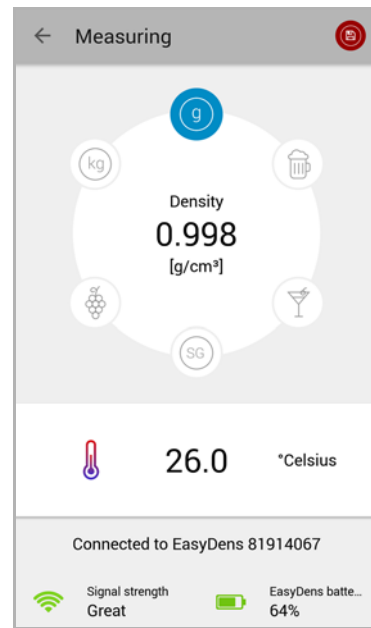 Measuring
g
kg
Density
0.998
[g/cm³]
SG
26.0
°Celsius
Connected to EasyDens 81914067
Signal strength
Great
EasyDens batte...
64%